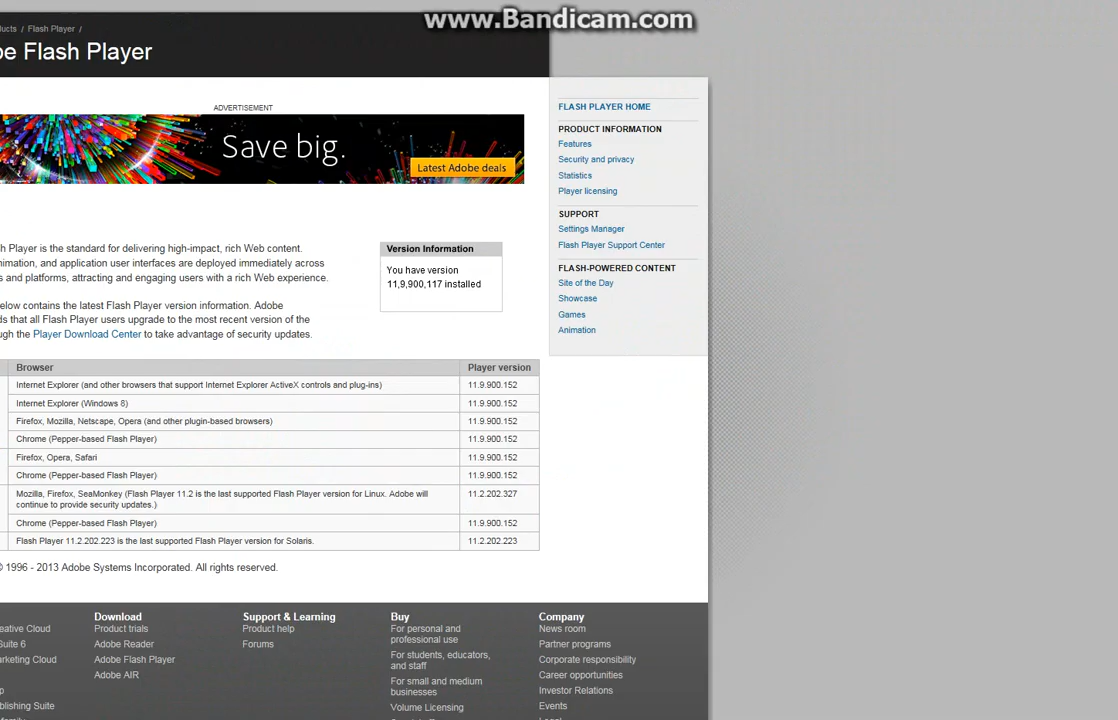 www.Bandicam.com
ucts / Flash Player /
be Flash Player
ADVERTISEMENT
Save big.
Latest Adobe deals
FLASH PLAYER HOME
PRODUCT INFORMATION
Features
Security and privacy
Statistics
Player licensing
SUPPORT
Settings Manager
Flash Player Support Center
FLASH-POWERED CONTENT
Site of the Day
Showcase
Games
Animation
h Player is the standard for delivering high-impact, rich Web content.
nimation, and application user interfaces are deployed immediately across
s and platforms, attracting and engaging users with a rich Web experience.
Version Information
You have version
11,9,900,117 installed
elow contains the latest Flash Player version information. Adobe
ds that all Flash Player users upgrade to the most recent version of the
ugh the Player Download Center to take advantage of security updates.
Browser Player version
Internet Explorer (and other browsers that support Internet Explorer ActiveX controls and plug-ins) 11.9.900.152
Internet Explorer (Windows 8) 11.9.900.152
Firefox, Mozilla, Netscape, Opera (and other plugin-based browsers) 11.9.900.152
Chrome (Pepper-based Flash Player) 11.9.900.152
Firefox, Opera, Safari 11.9.900.152
Chrome (Pepper-based Flash Player) 11.9.900.152
Mozilla, Firefox, SeaMonkey (Flash Player 11.2 is the last supported Flash Player version for Linux. Adobe will 11.2.202.327
continue to provide security updates.)
Chrome (Pepper-based Flash Player) 11.9.900.152
Flash Player 11.2.202.223 is the last supported Flash Player version for Solaris. 11.2.202.223
© 1996 - 2013 Adobe Systems Incorporated. All rights reserved.
eative Cloud
Suite 6
rketing Cloud
p
blishing Suite
Download
Product trials
Adobe Reader
Adobe Flash Player
Adobe AIR
Support & Learning
Product help
Forums
Buy
For personal and
professional use
For students, educators,
and staff
For small and medium
businesses
Volume Licensing
Company
News room
Partner programs
Corporate responsibility
Career opportunities
Investor Relations
Events
Legal